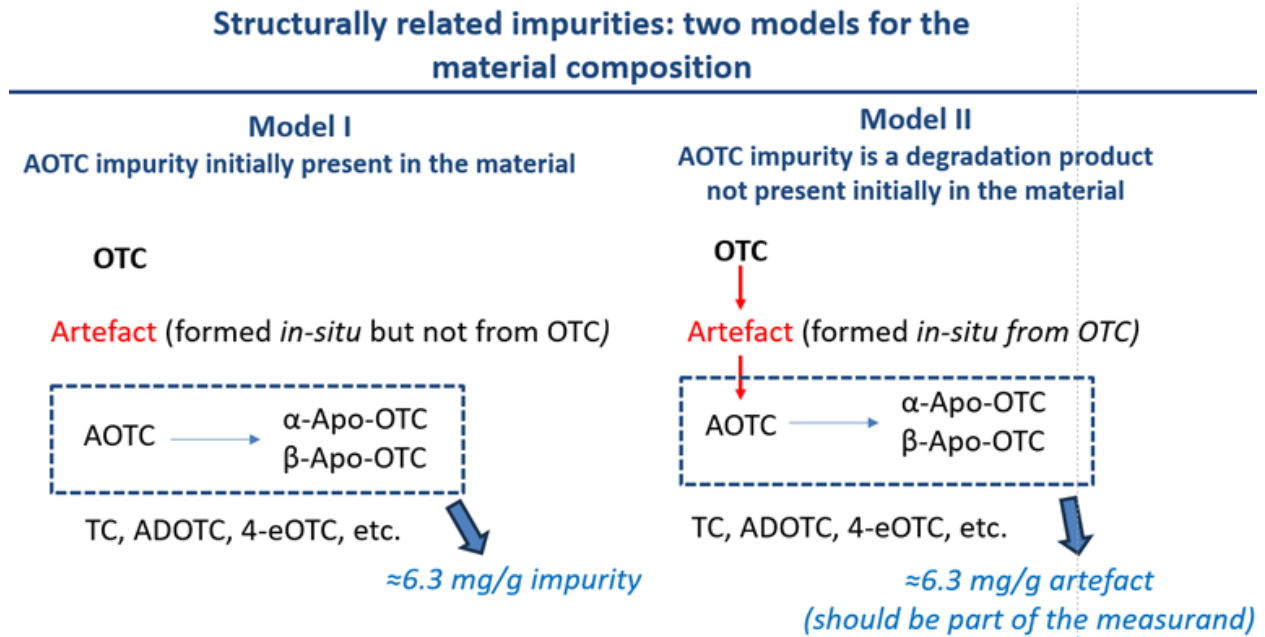 Structurally related impurities: two models for the
material composition
Model I
AOTC impurity initially present in the material
OTC
Artefact (formed in-situ but not from OTC)
AOTC
α-Apo-OTC
β-Apo-OTC
TC, ADOTC, 4-eOTC, etc.
≈6.3 mg/g impurity
Model II
AOTC impurity is a degradation product
not present initially in the material
OTC
Artefact (formed in-situ from OTC)
AOTC
α-Apo-OTC
β-Apo-OTC
TC, ADOTC, 4-eOTC, etc.
≈6.3 mg/g artefact
(should be part of the measurand)